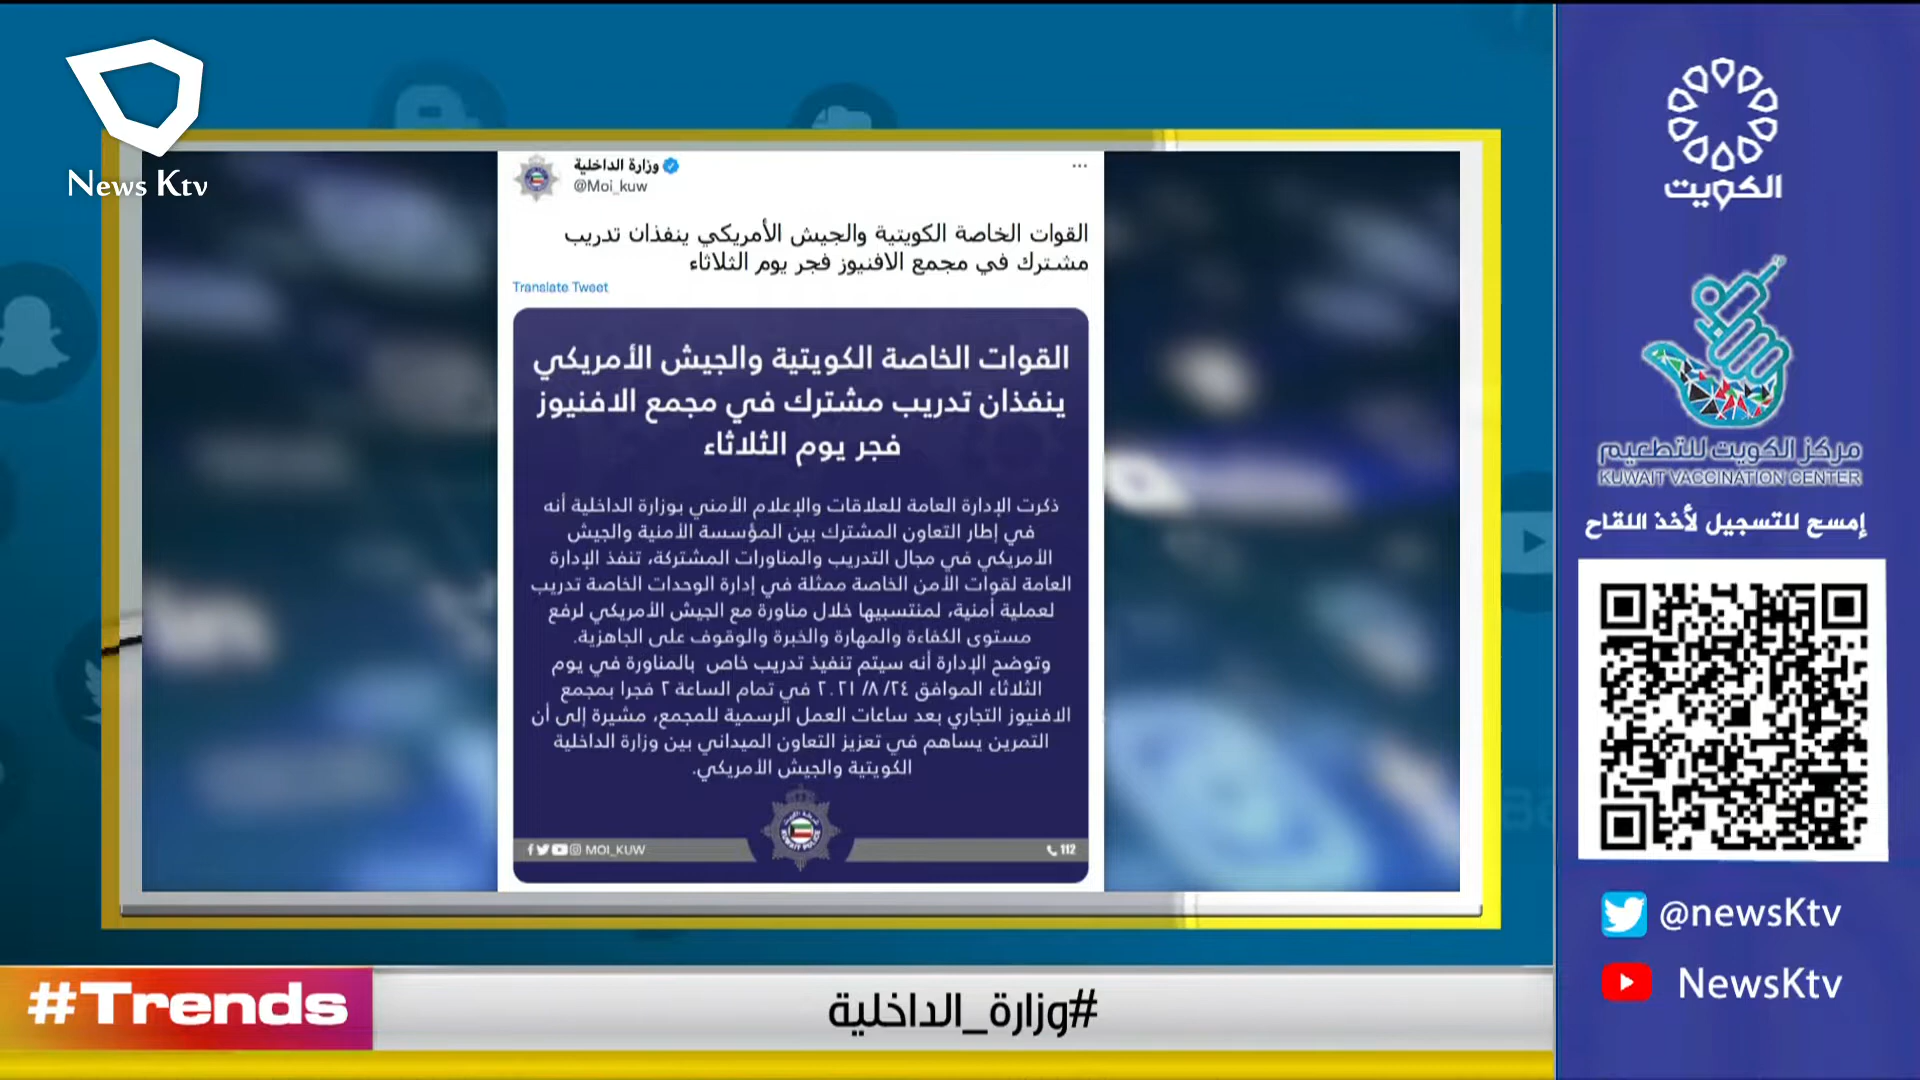 News Ktv
وزارة الداخلية
@Moi_kuw
القوات الخاصة الكويتية والجيش الأمريكي ينفذان تدريب
مشترك في مجمع الافنيوز فجر يوم الثلاثاء
Translate Tweet
القوات الخاصة الكويتية والجيش الأمريكي
ينفذان تدريب مشترك في مجمع الافنيوز
فجر يوم الثلاثاء
ذكرت الإدارة العامة للعلاقات والإعلام الأمني بوزارة الداخلية أنه
في إطار التعاون المشترك بين المؤسسة الأمنية والجيش
الأمريكي في مجال التدريب والمناورات المشتركة، تنفذ الإدارة
العامة لقوات الأمن الخاصة ممثلة في إدارة الوحدات الخاصة تدريب
لعملية أمنية، لمنتسبيها خلال مناورة مع الجيش الأمريكي لرفع
مستوى الكفاءة والمهارة والخبرة والوقوف على الجاهزية.
وتوضح الإدارة أنه سيتم تنفيذ تدريب خاص بالمناورة في يوم
الثلاثاء الموافق ٢٤/ ٨/ ٢٠٢١ في تمام الساعة ٢ فجرا بمجمع
الافنيوز التجاري بعد ساعات العمل الرسمية للمجمع، مشيرة إلى أن
التمرين يساهم في تعزيز التعاون الميداني بين وزارة الداخلية
الكويتية والجيش الأمريكي.
KUWAIT POLICE
MOI_KUW
112
#Trends
#وزارة_الداخلية
الكويت
مركز الكويت للتطعيم
KUWAIT VACCINATION CENTER
إمسح للتسجيل لأخذ اللقاح
@newsKtv
NewsKtv